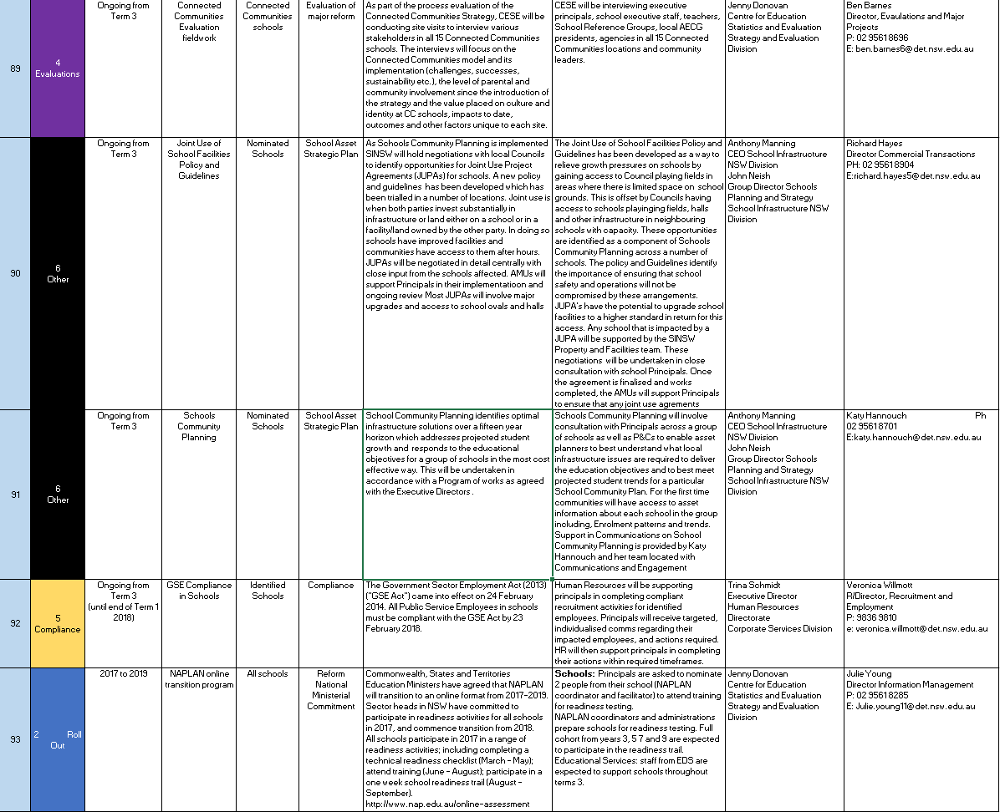 89
4
Evaluations
Ongoing from
Term 3
Connected
Communities
Evaluation
fieldwork
Connected
Communities
schools
Evaluation of
major reform
As part of the process evaluation of the
Connected Communities Strategy, CESE will be
conducting site visits to interview various
stakeholders in all 15 Connected Communities
schools. The interviews will focus on the
Connected Communities model and its
implementation (challenges, successes,
sustainability etc.), the level of parental and
community involvement since the introduction of
the strategy and the value placed on culture and
identity at CC schools, impacts to date,
outcomes and other factors unique to each site.
CESE will be interviewing executive
principals, school executive staff, teachers,
School Reference Groups, local AECG
presidents, agencies in all 15 Connected
Communities locations and community
leaders.
Jenny Donovan
Centre for Education
Statistics and Evaluation
Strategy and Evaluation
Division
Ben Barnes
Director, Evaulations and Major
Projects
P: 02 95618696
E: ben.barnes6@det.nsw.edu.au
90
6
Other
Ongoing from
Term 3
Joint Use of
School Facilities
Policy and
Guidelines
Nominated
Schools
School Asset
Strategic Plan
As Schools Community Planning is implemented
SINSW will hold negotiations with local Councils
to identify opportunities for Joint Use Project
Agreements (JUPAs) for schools. A new policy
and guidelines has been developed which has
been trialled in a number of locations. Joint use is
when both parties invest substantially in
infrastructure or land either on a school or in a
facility/land owned by the other party. In doing so
schools have improved facilities and
communities have access to them after hours.
JUPAs will be negotiated in detail centrally with
close input from the schools affected. AMUs will
support Principals in their implementatioon and
ongoing review Most JUPAs will involve major
upgrades and access to school ovals and halls
The Joint Use of School Facilities Policy and
Guidelines has been developed as a way to
relieve growth pressures on schools by
gaining access to Council playing fields in
areas where there is limited space on school
grounds. This is offset by Councils having
access to schools playinging fields, halls
and other infrastructure in neighbouring
schools with capacity. These opportunities
are identified as a component of Schools
Community Planning across a number of
schools. The policy and Guidelines identify
the importance of ensuring that school
safety and operations will not be
compromised by these arrangements.
JUPA's have the potential to upgrade school
facilities to a higher standard in return for this
access. Any school that is impacted by a
JUPA will be supported by the SINSW
Property and Facilities team. These
negotiations will be undertaken in close
consultation with school Principals. Once
the agreement is finalised and works
completed, the AMUs will support Principals
to ensure that any joint use agrements
Anthony Manning
CEO School Infrastructure
NSW Division
John Neish
Group Director Schools
Planning and Strategy
School Infrastructure NSW
Division
Richard Hayes
Director Commercial Transactions
PH: 02 95618904
E:richard.hayes5@det.nsw.edu.au
91
6
Other
Ongoing from
Term 3
Schools
Community
Planning
Nominated
Schools
School Asset
Strategic Plan
School Community Planning identifies optimal
infrastructure solutions over a fifteen year
horizon which addresses projected student
growth and responds to the educational
objectives for a group of schools in the most cost
effective way. This will be undertaken in
accordance with a Program of works as agreed
with the Executive Directors .
Schools Community Planning will involve
consultation with Principals across a group
of schools as well as P&Cs to enable asset
planners to best understand what local
infrastructure issues are required to deliver
the education objectives and to best meet
projected student trends for a particular
School Community Plan. For the first time
communities will have access to asset
information about each school in the group
including, Enrolment patterns and trends.
Support in Communications on School
Community Planning is provided by Katy
Hannouch and her team located with
Communications and Engagement
Anthony Manning
CEO School Infrastructure
NSW Division
John Neish
Group Director Schools
Planning and Strategy
School Infrastructure NSW
Division
Katy Hannouch Ph
02 95618701
E:katy.hannouch@det.nsw.edu.au
92
5
Compliance
Ongoing from
Term 3
(until end of Term 1
2018)
GSE Compliance
in Schools
Identified
Schools
Compliance
The Government Sector Employment Act (2013)
("GSE Act") came into effect on 24 February
2014. All Public Service Employees in schools
must be compliant with the GSE Act by 23
February 2018.
Human Resources will be supporting
principals in completing compliant
recruitment activities for identified
employees. Principals will receive targeted,
individualised comms regarding their
impacted employees, and actions required.
HR will then support principals in completing
their actions within required timeframes.
Trina Schmidt
Executive Director
Human Resources
Directorate
Corporate Services Division
Veronica Willmott
R/Director, Recruitment and
Employment
P: 9836 9810
e: veronica.willmott@det.nsw.edu.au
93
2 Roll
Out
2017 to 2019
NAPLAN online
transition program
All schools
Reform
National
Ministerial
Commitment
Commonwealth, States and Territories
Education Ministers have agreed that NAPLAN
will transition to an online format from 2017-2019.
Sector heads in NSW have committed to
participate in readiness activities for all schools
in 2017, and commence transition from 2018.
All schools participate in 2017 in a range of
readiness activities; including completing a
technical readiness checklist (March - May);
attend training (June - August); participate in a
one week school readiness trail (August -
September).
http://www.nap.edu.au/online-assessment
Schools: Principals are asked to nominate
2 people from their school (NAPLAN
coordinator and facilitator) to attend training
for readiness testing.
NAPLAN coordinators and administrations
prepare schools for readiness testing. Full
cohort from years 3, 5 7 and 9 are expected
to participate in the readiness trail.
Educational Services: staff from EDS are
expected to support schools throughout
terms 3.
Jenny Donovan
Centre for Education
Statistics and Evaluation
Strategy and Evaluation
Division
Julie Young
Director Information Management
P: 02 95618285
E: Julie.young11@det.nsw.edu.au